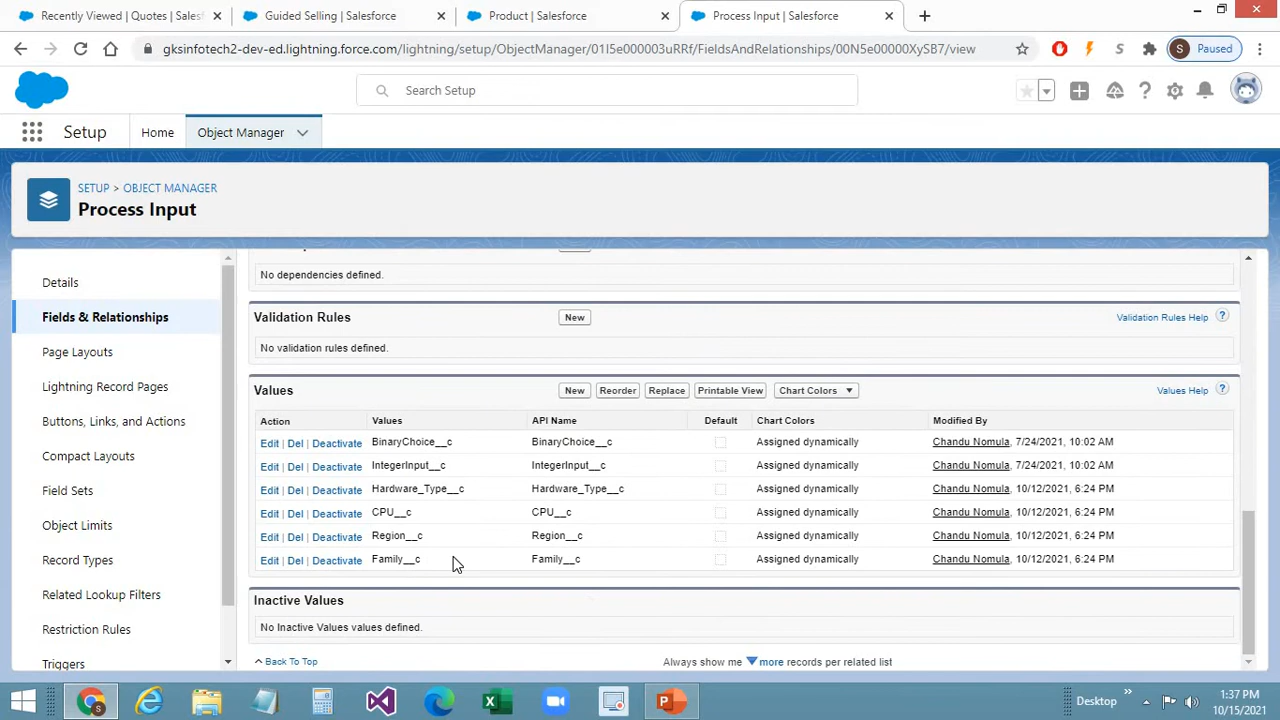 Recently Viewed | Quotes | Sales
Guided Selling | Salesforce
Product | Salesforce
Process Input | Salesforce
gksinfotech2-dev-ed.lightning.force.com/lightning/setup/ObjectManager/01I5e000003uRRf/FieldsAndRelationships/00N5e00000XySB7/view
S
S
Paused
Search Setup
Setup
Home
Object Manager
SETUP > OBJECT MANAGER
Process Input
Details
Fields & Relationships
Page Layouts
Lightning Record Pages
Buttons, Links, and Actions
Compact Layouts
Field Sets
Object Limits
Record Types
Related Lookup Filters
Restriction Rules
Triggers
No dependencies defined.
Validation Rules
New
Validation Rules Help ?
No validation rules defined.
Values
New
Reorder
Replace
Printable View
Chart Colors
Values Help ?
Action Values API Name Default Chart Colors Modified By
Edit | Del | Deactivate BinaryChoice__c BinaryChoice__c Assigned dynamically Chandu Nomula, 7/24/2021, 10:02 AM
Edit | Del | Deactivate IntegerInput__c IntegerInput__c Assigned dynamically Chandu Nomula, 7/24/2021, 10:02 AM
Edit | Del | Deactivate Hardware_Type__c Hardware_Type__c Assigned dynamically Chandu Nomula, 10/12/2021, 6:24 PM
Edit | Del | Deactivate CPU__c CPU__c Assigned dynamically Chandu Nomula, 10/12/2021, 6:24 PM
Edit | Del | Deactivate Region__c Region__c Assigned dynamically Chandu Nomula, 10/12/2021, 6:24 PM
Edit | Del | Deactivate Family__c Family__c Assigned dynamically Chandu Nomula, 10/12/2021, 6:24 PM
Inactive Values
No Inactive Values values defined.
Back To Top
Always show me more records per related list
Desktop
1:37 PM
10/15/2021